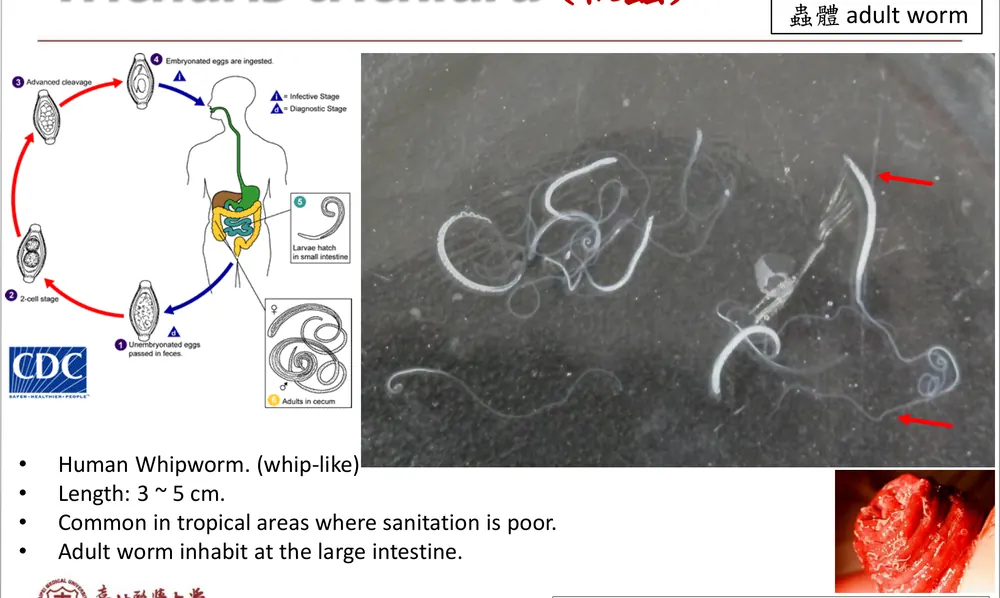 蟲體 adult worm
4 Embryonated eggs are ingested.
i
3 Advanced cleavage
i = Infective Stage
d = Diagnostic Stage
5
Larvae hatch
in small intestine
2 2-cell stage
d
1 Unembryonated eggs
passed in feces.
♀
♂
6 Adults in cecum
CDC
SAFER·HEALTHIER·PEOPLE™
• Human Whipworm. (whip-like)
• Length: 3 ~ 5 cm.
• Common in tropical areas where sanitation is poor.
• Adult worm inhabit at the large intestine.